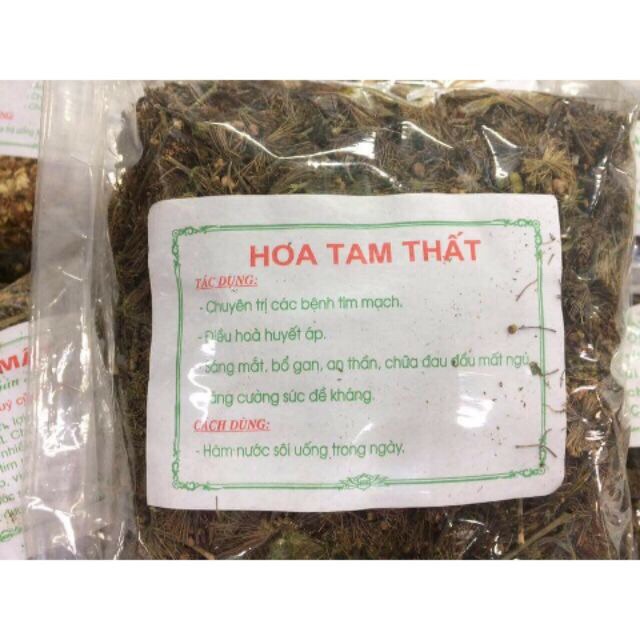 HOA TAM THẤT
TÁC DỤNG:
- Chuyên trị các bệnh tim mạch.
- Điều hoà huyết áp.
- Sáng mắt, bổ gan, an thần, chữa đau đầu mất ngủ,
tăng cường sức đề kháng.
CÁCH DÙNG:
- Hãm nước sôi uống trong ngày.